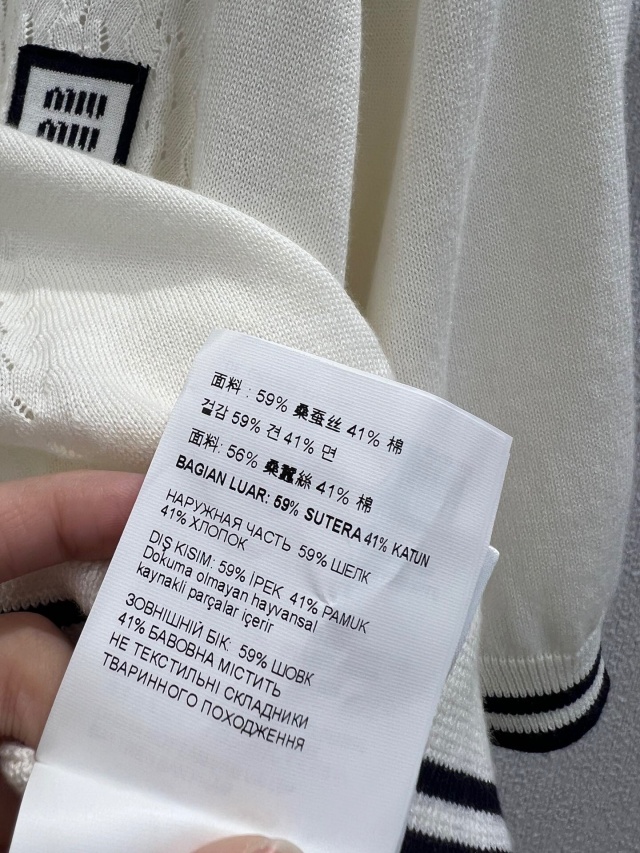 miu
miu
面料: 59% 桑蚕丝 41% 棉
겉감 59% 견 41% 면
面料: 56% 桑蠶絲 41% 棉
BAGIAN LUAR: 59% SUTERA 41% KATUN
НАРУЖНАЯ ЧАСТЬ 59% ШЕЛК
41% ХЛОПОК
DIŞ KISIM: 59% İPEK 41% PAMUK
Dokuma olmayan hayvansal
kaynakli parçalar içerir
ЗОВНІШНІЙ БІК: 59% ШОВК
41% БАВОВНА МІСТИТЬ
НЕ ТЕКСТИЛЬНІ СКЛАДНИКИ
ТВАРИННОГО ПОХОДЖЕННЯ